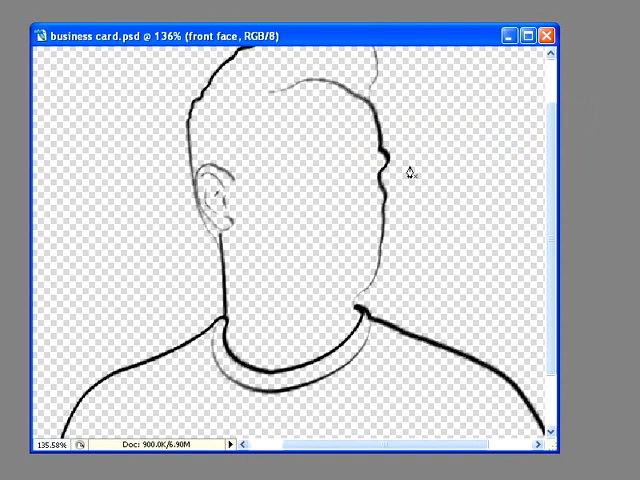 business card.psd @ 136% (front face, RGB/8)
135.58%
Doc: 900.0K/6.90M